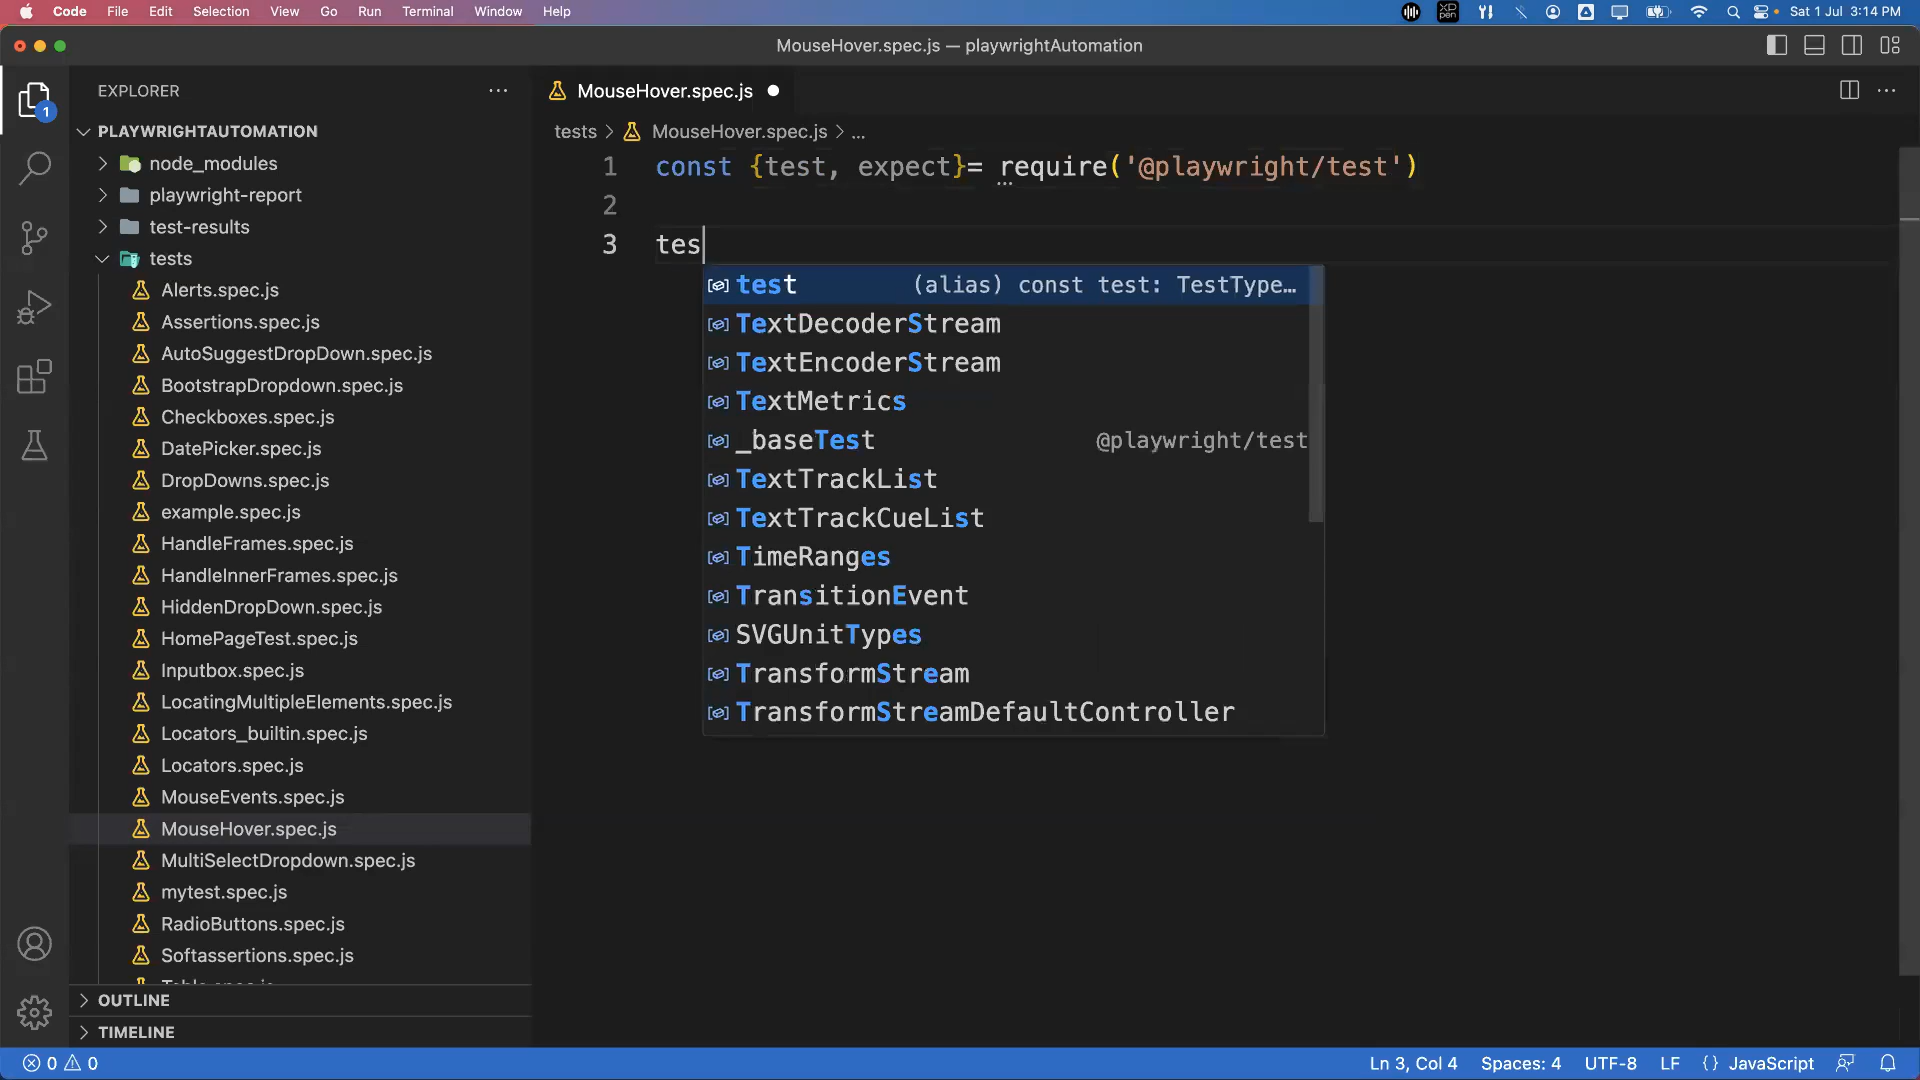 Code File Edit Selection View Go Run Terminal Window Help
XP PEN
Sat 1 Jul 3:14 PM
MouseHover.spec.js — playwrightAutomation
1
EXPLORER
PLAYWRIGHTAUTOMATION
node_modules
playwright-report
test-results
tests
Alerts.spec.js
Assertions.spec.js
AutoSuggestDropDown.spec.js
BootstrapDropdown.spec.js
Checkboxes.spec.js
DatePicker.spec.js
DropDowns.spec.js
example.spec.js
HandleFrames.spec.js
HandleInnerFrames.spec.js
HiddenDropDown.spec.js
HomePageTest.spec.js
Inputbox.spec.js
LocatingMultipleElements.spec.js
Locators_builtin.spec.js
Locators.spec.js
MouseEvents.spec.js
MouseHover.spec.js
MultiSelectDropdown.spec.js
mytest.spec.js
RadioButtons.spec.js
Softassertions.spec.js
OUTLINE
TIMELINE
MouseHover.spec.js
tests > MouseHover.spec.js > ...
1 const {test, expect}= require('@playwright/test')
2
3 tes
test (alias) const test: TestType…
TextDecoderStream
TextEncoderStream
TextMetrics
_baseTest @playwright/test
TextTrackList
TextTrackCueList
TimeRanges
TransitionEvent
SVGUnitTypes
TransformStream
TransformStreamDefaultController
0 0
Ln 3, Col 4 Spaces: 4 UTF-8 LF {} JavaScript